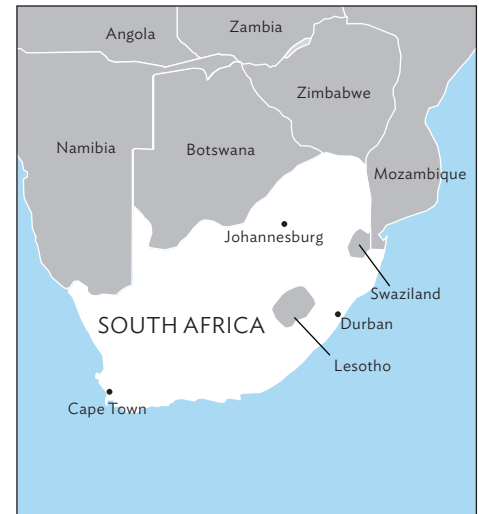 Angola
Zambia
Zimbabwe
Namibia
Botswana
Mozambique
Johannesburg
Swaziland
SOUTH AFRICA
Durban
Lesotho
Cape Town